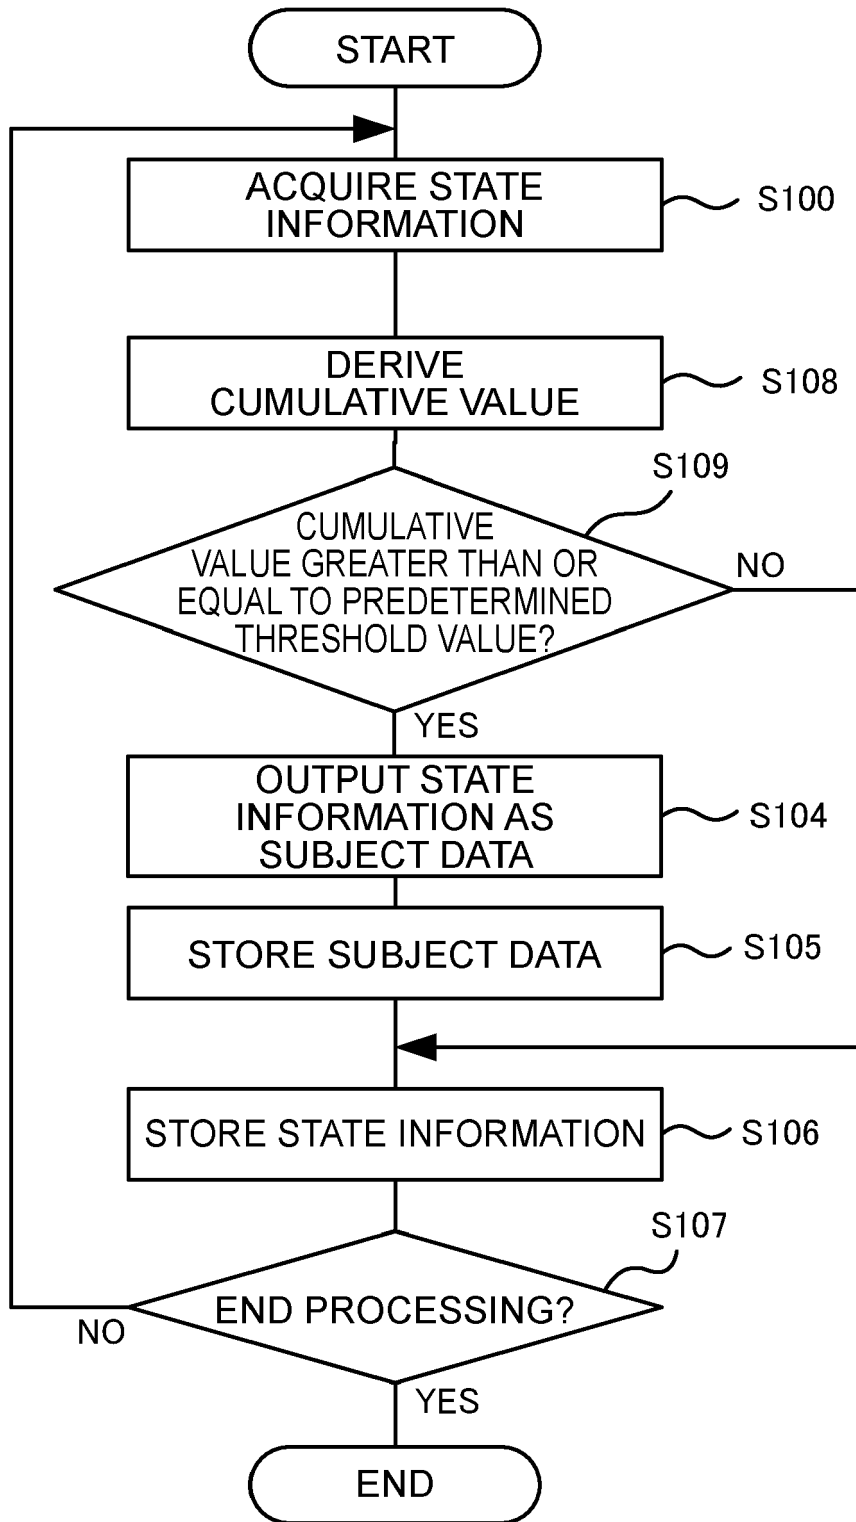 START
ACQUIRE STATE
INFORMATION
S100
DERIVE
CUMULATIVE VALUE
S108
S109
CUMULATIVE
VALUE GREATER THAN OR
EQUAL TO PREDETERMINED
THRESHOLD VALUE?
NO
YES
OUTPUT STATE
INFORMATION AS
SUBJECT DATA
S104
STORE SUBJECT DATA
S105
STORE STATE INFORMATION
S106
S107
END PROCESSING?
NO
YES
END